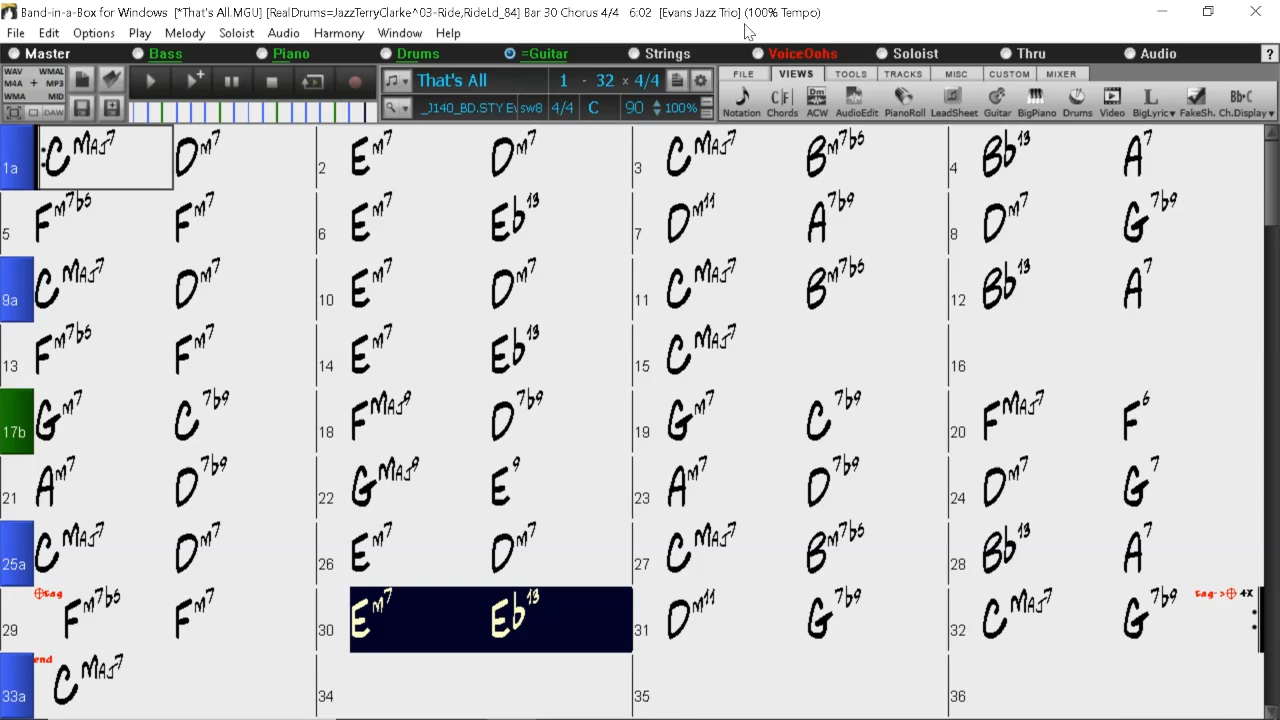 Band-in-a-Box for Windows [*That's All.MGU] [RealDrums=JazzTerryClarke^03-Ride,RideLd_84] Bar 30 Chorus 4/4 6:02 [Evans Jazz Trio] (100% Tempo)
File Edit Options Play Melody Soloist Audio Harmony Window Help
Master Bass Piano Drums =Guitar Strings VoiceOohs Soloist Thru Audio ?
WAV WMAL
M4A + MP3
WMA MID
DAW
That's All 1 - 32 x 4/4
_J140_BD.STY Ev sw8 4/4 C 90 100%
FILE VIEWS TOOLS TRACKS MISC CUSTOM MIXER
Notation Chords ACW AudioEdit PianoRoll LeadSheet Guitar BigPiano Drums Video BigLyric FakeSh. Ch.Display
1a CMAJ7 Dm7 2 Em7 Dm7 3 CMAJ7 Bm7b5 4 Bb13 A7
5 Fm7b5 Fm7 6 Em7 Eb13 7 Dm11 A7b9 8 Dm7 G7b9
9a CMAJ7 Dm7 10 Em7 Dm7 11 CMAJ7 Bm7b5 12 Bb13 A7
13 Fm7b5 Fm7 14 Em7 Eb13 15 CMAJ7 16
17b Gm7 C7b9 18 FMAJ9 D7b9 19 Gm7 C7b9 20 FMAJ7 F6
21 Am7 D7b9 22 GMAJ9 E9 23 Am7 D7b9 24 Dm7 G7
25a CMAJ7 Dm7 26 Em7 Dm7 27 CMAJ7 Bm7b5 28 Bb13 A7
tag tag-> 4x
29 Fm7b5 Fm7 30 Em7 Eb13 31 Dm11 G7b9 32 CMAJ7 G7b9
end
33a CMAJ7 34 35 36